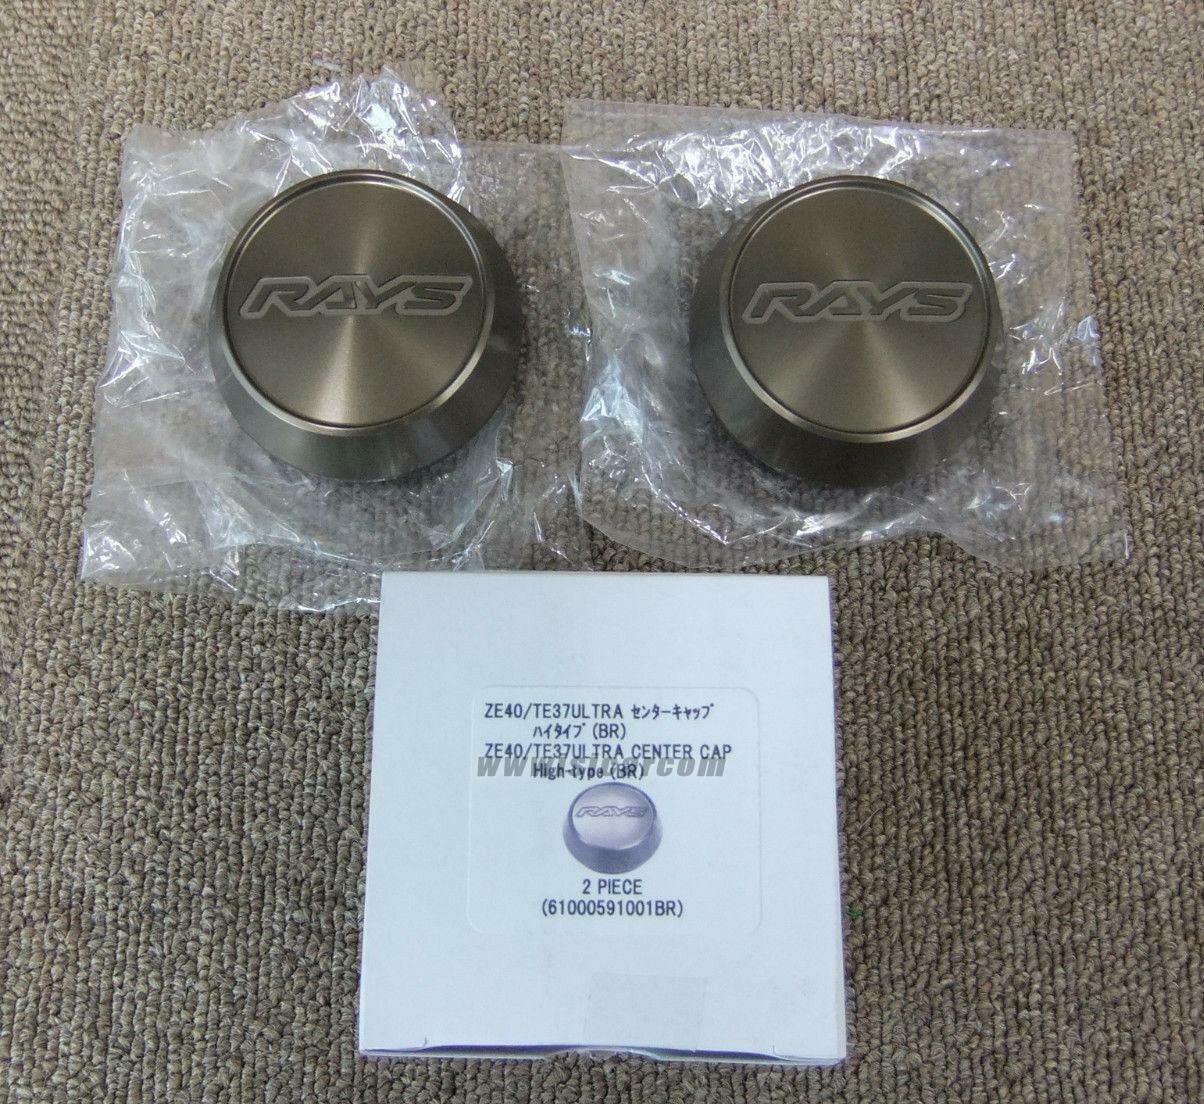 RAYS
RAYS
ZE40/TE37ULTRA ｾﾝﾀｰｷｬｯﾌﾟ
ﾊｲﾀｲﾌﾟ(BR)
ZE40/TE37ULTRA CENTER CAP
High-type(BR)
RAYS
2 PIECE
(61000591001BR)